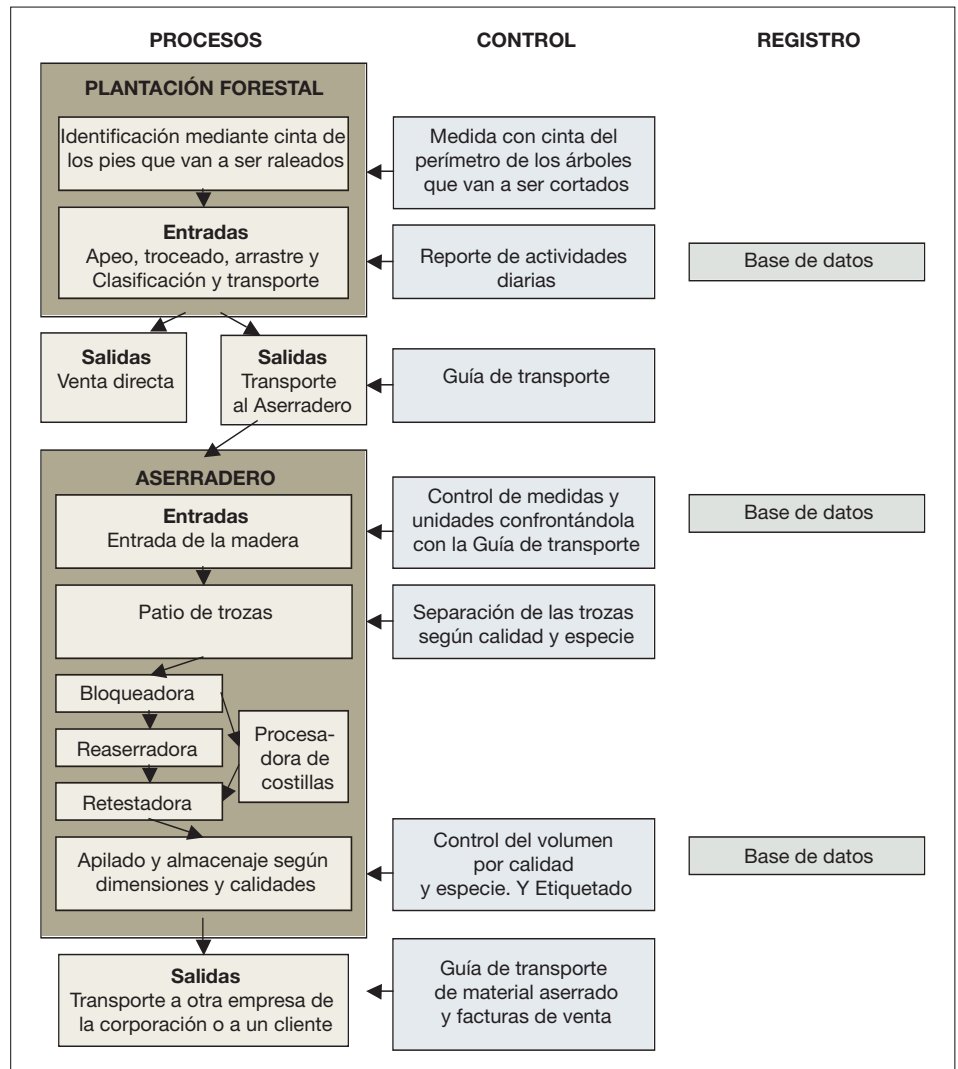 PROCESOS
CONTROL
REGISTRO
PLANTACIÓN FORESTAL
Identificación mediante cinta de
los pies que van a ser raleados
Medida con cinta del
perímetro de los árboles
que van a ser cortados
Entradas
Apeo, troceado, arrastre y
Clasificación y transporte
Reporte de actividades
diarias
Base de datos
Salidas
Venta directa
Salidas
Transporte
al Aserradero
Guía de transporte
ASERRADERO
Entradas
Entrada de la madera
Control de medidas y
unidades confrontándola
con la Guía de transporte
Base de datos
Patio de trozas
Separación de las trozas
según calidad y especie
Bloqueadora
Reaserradora
Retestadora
Procesa-
dora de
costillas
Apilado y almacenaje según
dimensiones y calidades
Control del volumen
por calidad
y especie. Y Etiquetado
Base de datos
Salidas
Transporte a otra empresa de
la corporación o a un cliente
Guía de transporte
de material aserrado
y facturas de venta